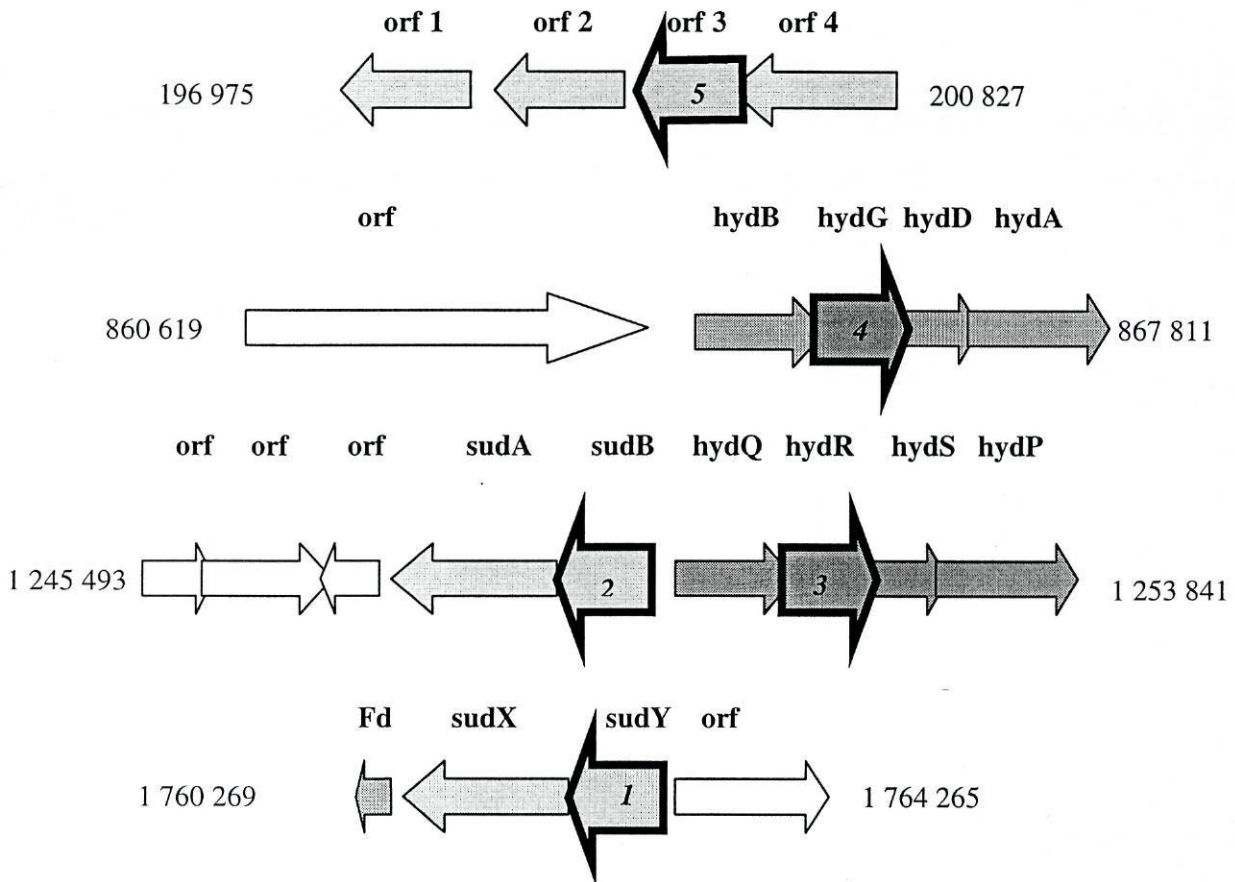 orf 1 orf 2 orf 3 orf 4
196 975 5 200 827
orf hydB hydG hydD hydA
860 619 4 867 811
orf orf orf sudA sudB hydQ hydR hydS hydP
1 245 493 2 3 1 253 841
Fd sudX sudY orf
1 760 269 1 1 764 265